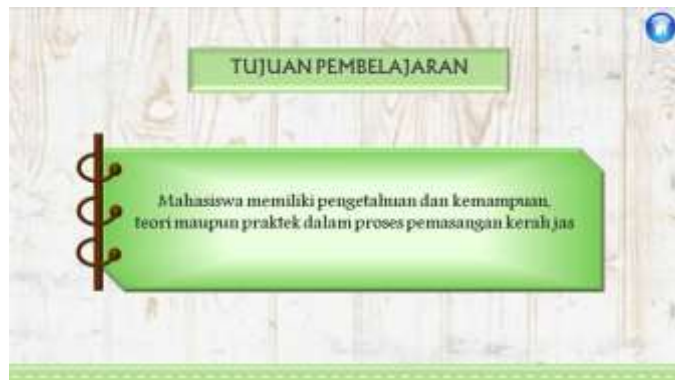 TUJUAN PEMBELAJARAN
Mahasiswa memiliki pengetahuan dan kemampuan,
teori maupun praktek dalam proses pemasangan kerah jas